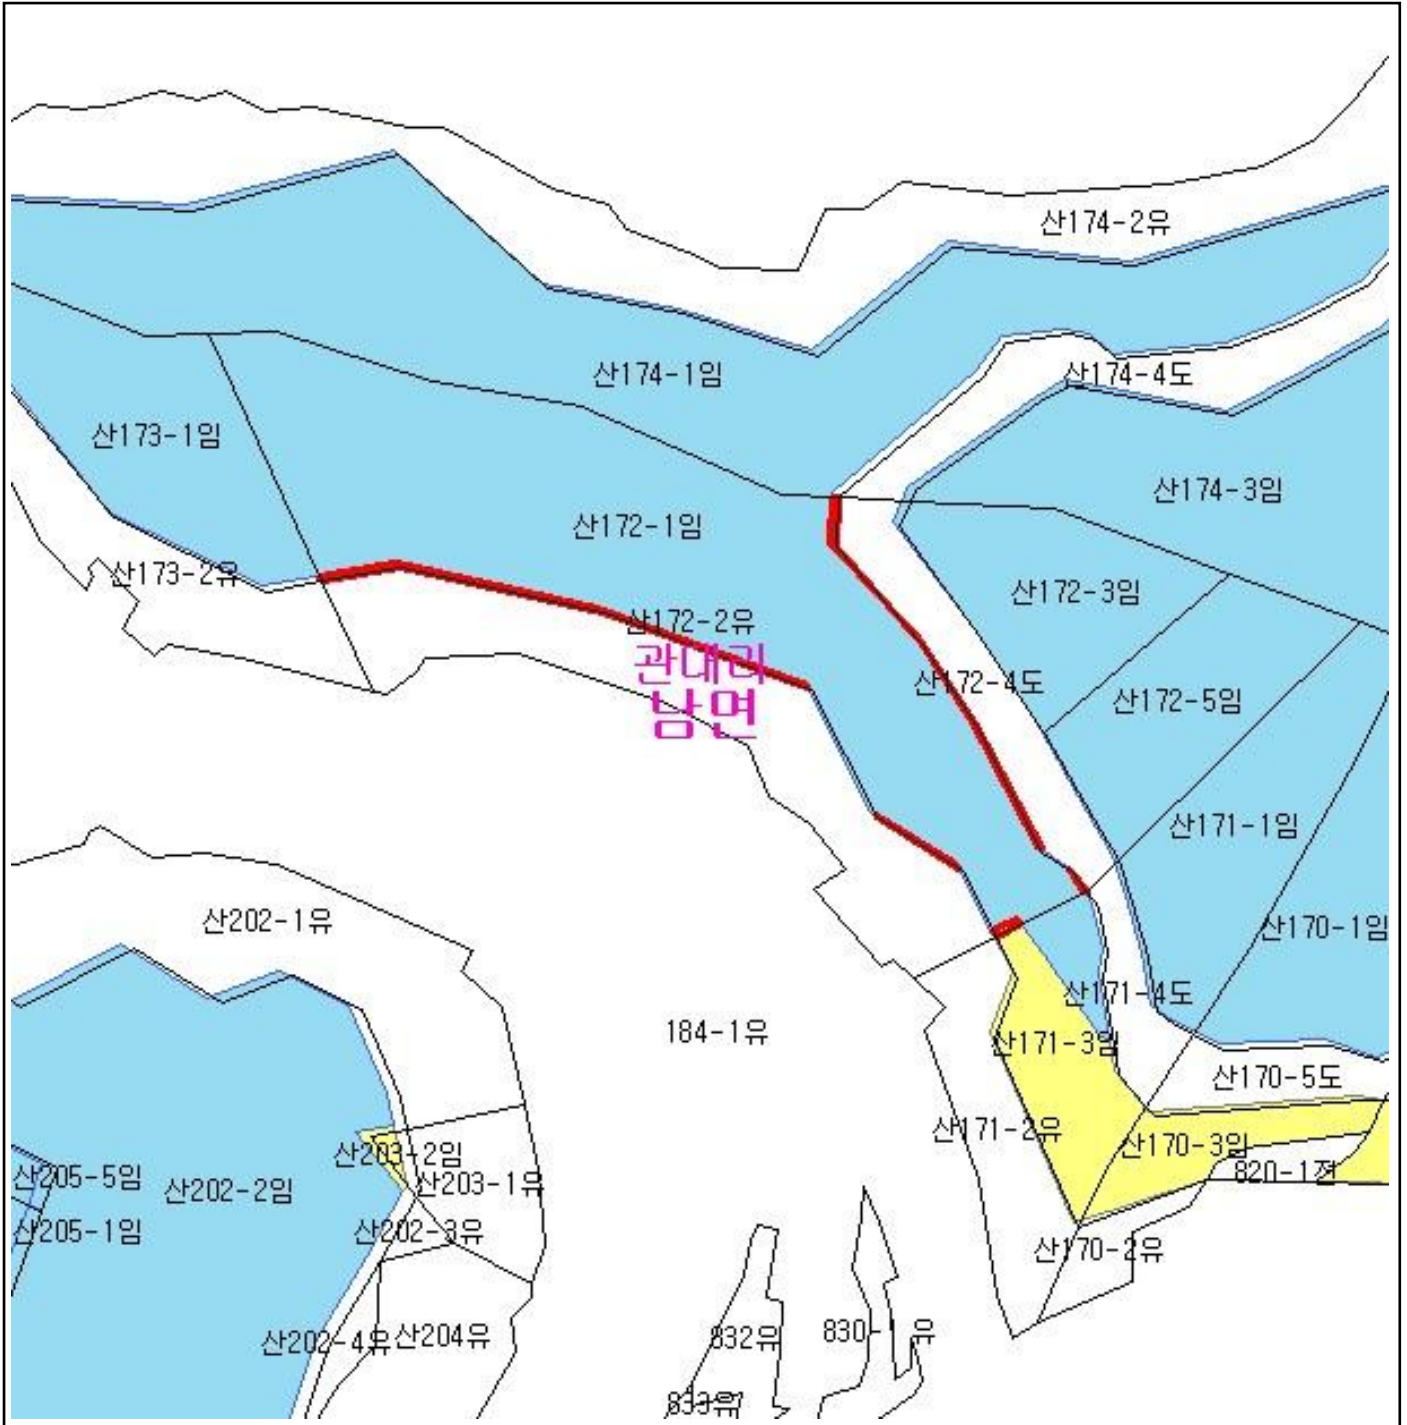 산174-2유
산174-1임
산174-4도
산173-1임
산174-3임
산172-1임
산173-2유
산172-3임
산172-2유
관대리
남면
산172-4도
산172-5임
산171-1임
산202-1유
산170-1임
산171-4도
184-1유
산171-3임
산170-5도
산171-2유
산170-3임
산203-2임
820-1전
산205-5임
산202-2임
산203-1유
산205-1임
산202-3유
산170-2유
산202-4유
산204유
832유
830-1유
833유